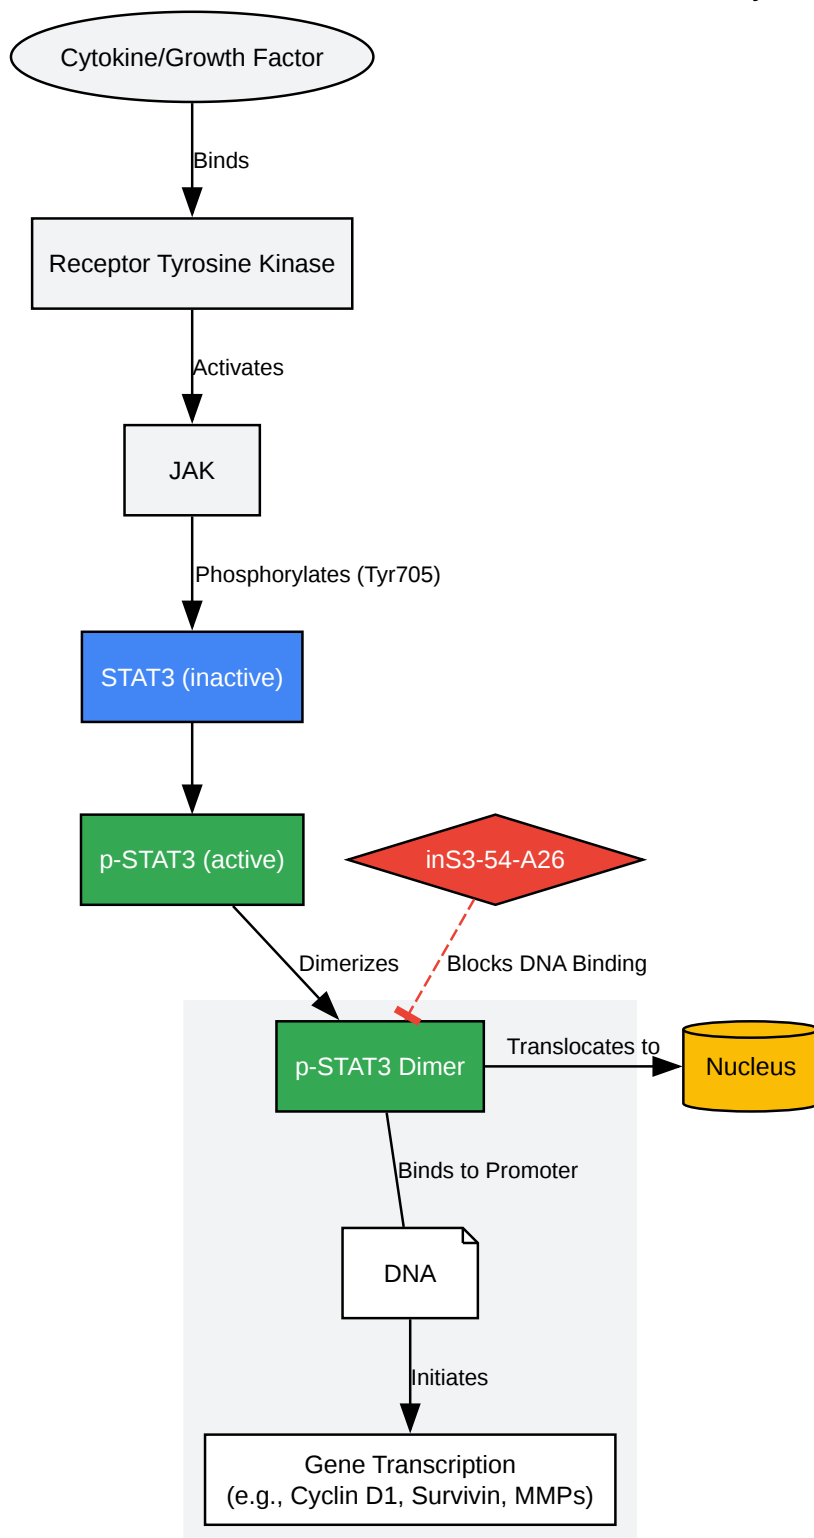 Cytokine/Growth Factor
Binds
Receptor Tyrosine Kinase
Activates
JAK
Phosphorylates (Tyr705)
STAT3 (inactive)
p-STAT3 (active)
inS3-54-A26
Dimerizes
Blocks DNA Binding
p-STAT3 Dimer
Translocates to
Nucleus
Binds to Promoter
DNA
Initiates
Gene Transcription
(e.g., Cyclin D1, Survivin, MMPs)